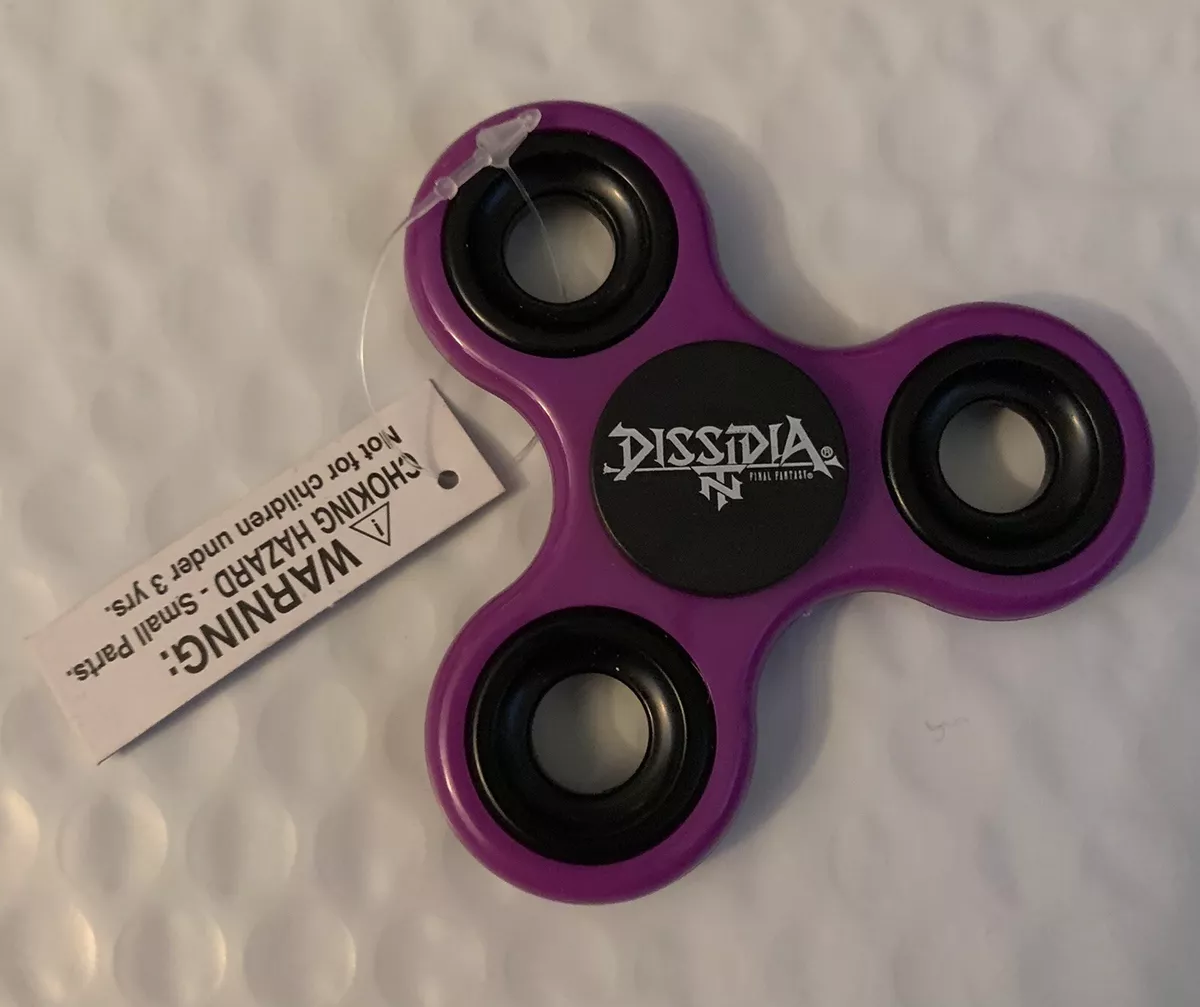 DISSIDIA®
NT
FINAL FANTASY®
WARNING:
CHOKING HAZARD - Small Parts.
Not for children under 3 yrs.